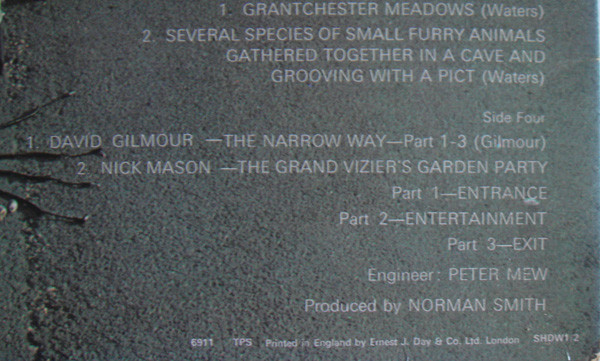 1. GRANTCHESTER MEADOWS (Waters)
2. SEVERAL SPECIES OF SMALL FURRY ANIMALS
GATHERED TOGETHER IN A CAVE AND
GROOVING WITH A PICT (Waters)
Side Four
1. DAVID GILMOUR —THE NARROW WAY—Part 1-3 (Gilmour)
2. NICK MASON —THE GRAND VIZIER'S GARDEN PARTY
Part 1—ENTRANCE
Part 2—ENTERTAINMENT
Part 3—EXIT
Engineer: PETER MEW
Produced by NORMAN SMITH
6911 TPS Printed in England by Ernest J. Day & Co. Ltd. London SHDW1/2